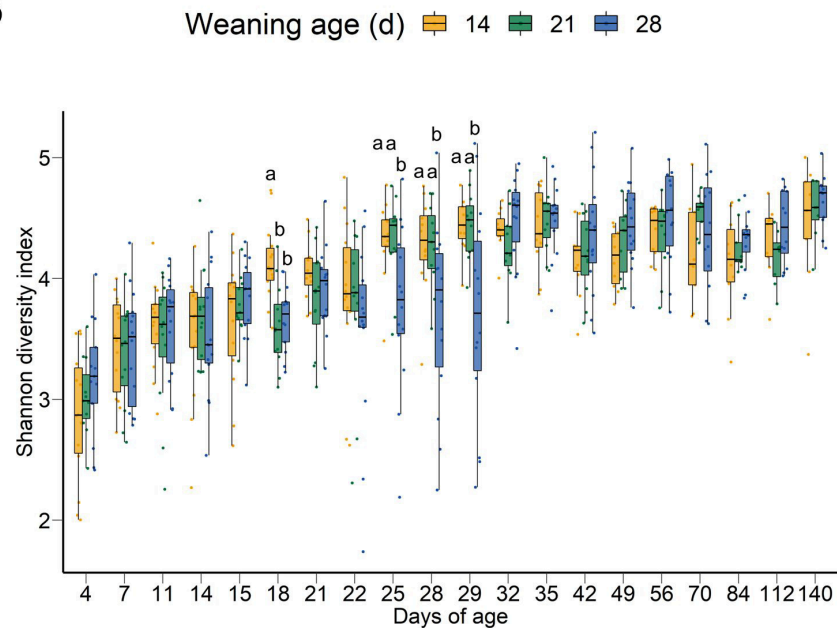 )
Weaning age (d) 14 21 28
Shannon diversity index
5
4
3
2
a
b
b
a a
b
a a
b
a a
b
4 7 11 14 15 18 21 22 25 28 29 32 35 42 49 56 70 84 112 140
Days of age